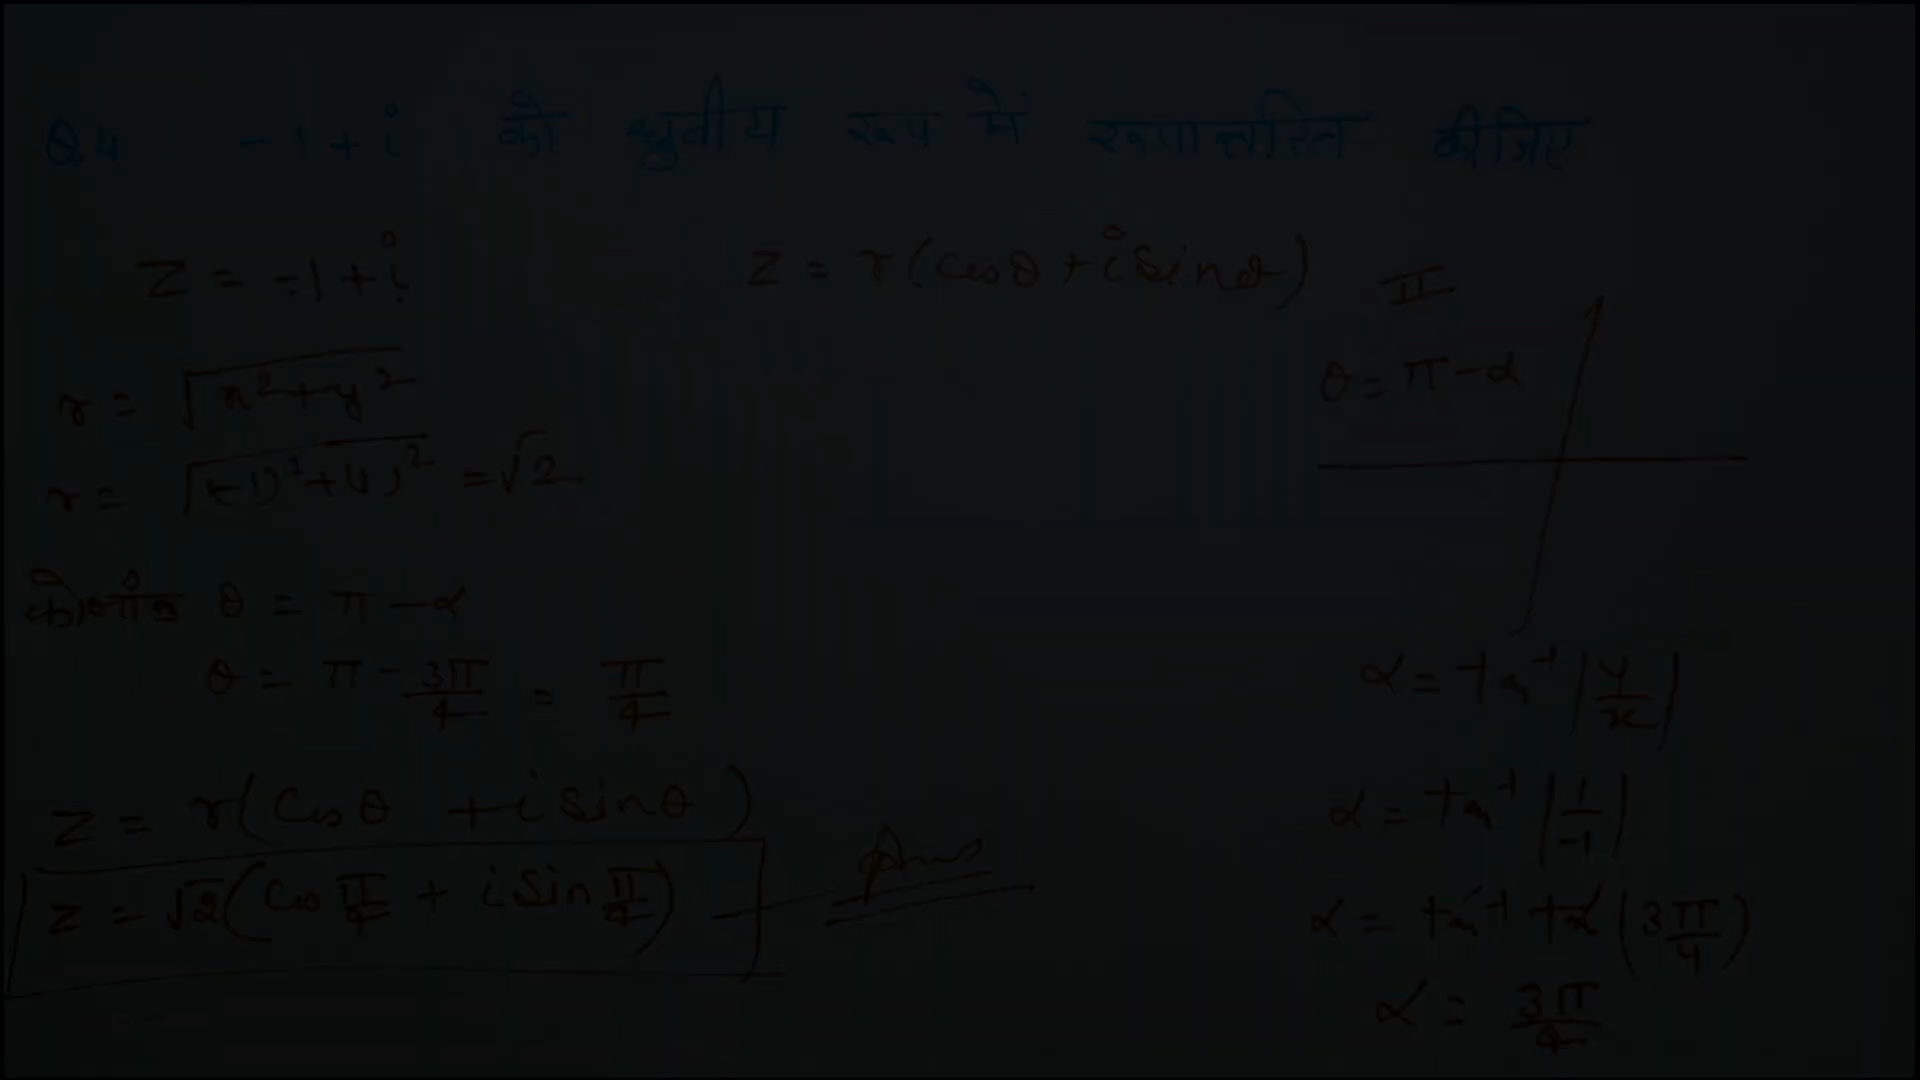 Q.4 -1+i को ध्रुवीय रूप में रूपान्तरित कीजिए
z = -1+i
z = r(cosθ + i sinθ)
II
r = √(x²+y²)
θ = π-α
r = √((-1)²+(1)²) = √2
कोणांक θ = π-α
θ = π - 3π/4 = π/4
z = r(cosθ + i sinθ)
z = √2(cos π/4 + i sin π/4) Ans
α = tan⁻¹|y/x|
α = tan⁻¹|1/-1|
α = tan⁻¹ tan(3π/4)
α = 3π/4